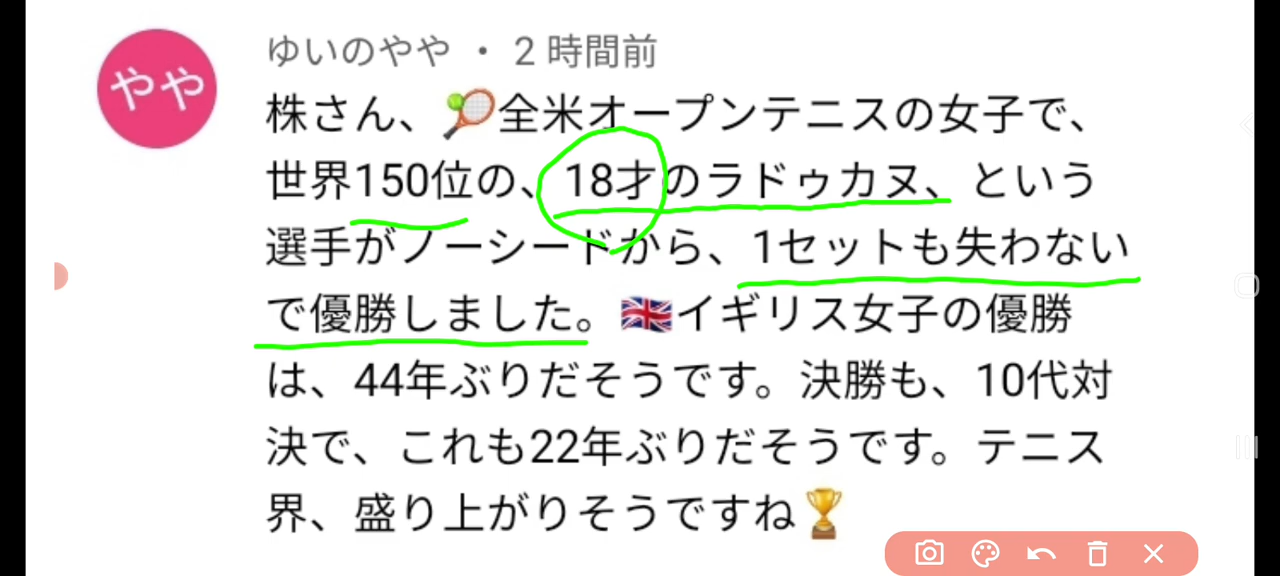 やや
ゆいのやや ・ 2 時間前
株さん、🎾全米オープンテニスの女子で、
世界150位の、18才のラドゥカヌ、という
選手がノーシードから、1セットも失わない
で優勝しました。🇬🇧イギリス女子の優勝
は、44年ぶりだそうです。決勝も、10代対
決で、これも22年ぶりだそうです。テニス
界、盛り上がりそうですね🏆